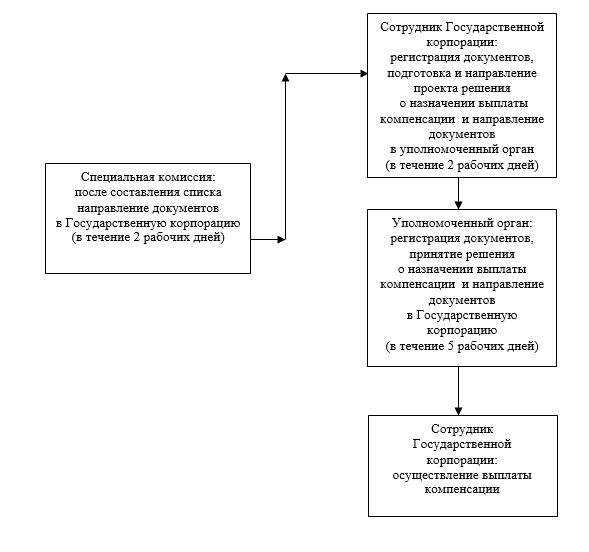 Специальная комиссия:
после составления списка
направление документов
в Государственную корпорацию
(в течение 2 рабочих дней)
Сотрудник Государственной
корпорации:
регистрация документов,
подготовка и направление
проекта решения
о назначении выплаты
компенсации и направление
документов
в уполномоченный орган
(в течение 2 рабочих дней)
Уполномоченный орган:
регистрация документов,
принятие решения
о назначении выплаты
компенсации и направление
документов
в Государственную
корпорацию
(в течение 5 рабочих дней)
Сотрудник
Государственной
корпорации:
осуществление выплаты
компенсации